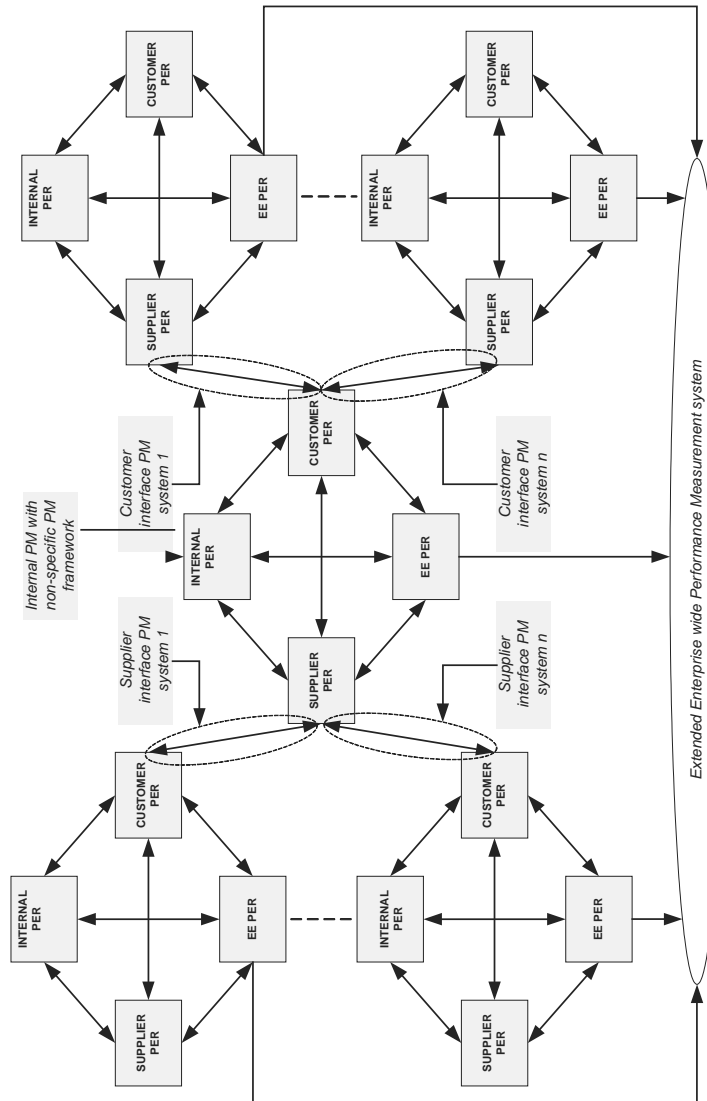 INTERNAL
PER
Internal PM with
non-specific PM
framework
INTERNAL
PER
SUPPLIER
PER
CUSTOMER
PER
Supplier
interface PM
system 1
Customer
interface PM
system 1
SUPPLIER
PER
CUSTOMER
PER
INTERNAL
PER
EE PER
EE PER
SUPPLIER
PER
CUSTOMER
PER
INTERNAL
PER
INTERNAL
PER
EE PER
SUPPLIER
PER
CUSTOMER
PER
Supplier
interface PM
system n
Customer
interface PM
system n
SUPPLIER
PER
CUSTOMER
PER
EE PER
EE PER
Extended Enterprise wide Performance Measurement system